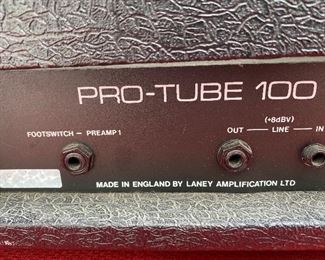 PRO-TUBE 100
(+8dBV)
FOOTSWITCH – PREAMP 1
OUT – LINE – IN
MADE IN ENGLAND BY LANEY AMPLIFICATION LTD